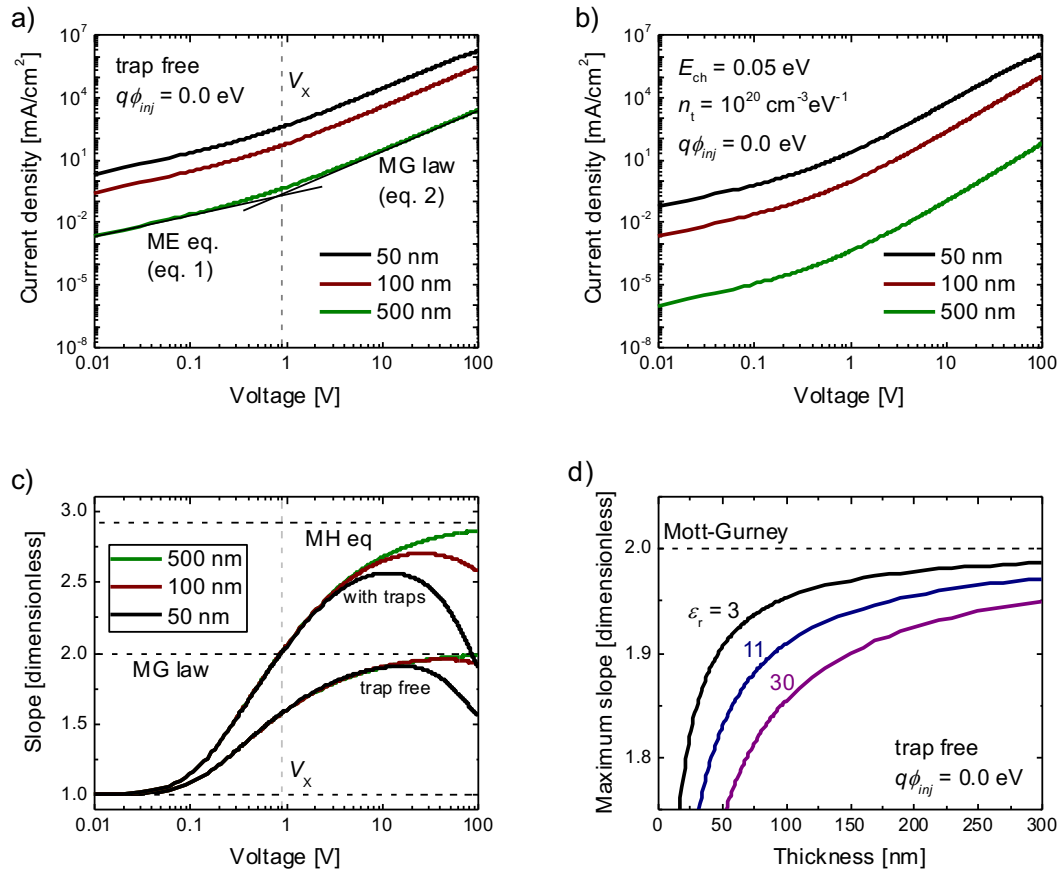 a)
10^7
10^4
10^1
10^-2
10^-5
10^-8
Current density [mA/cm^2]
trap free
qϕ_inj = 0.0 eV
V_X
MG law
(eq. 2)
ME eq.
(eq. 1)
50 nm
100 nm
500 nm
0.01 0.1 1 10 100
Voltage [V]
b)
10^7
10^4
10^1
10^-2
10^-5
10^-8
Current density [mA/cm^2]
E_ch = 0.05 eV
n_t = 10^20 cm^-3 eV^-1
qϕ_inj = 0.0 eV
50 nm
100 nm
500 nm
0.01 0.1 1 10 100
Voltage [V]
c)
3.0
2.5
2.0
1.5
1.0
Slope [dimensionless]
500 nm
100 nm
50 nm
MH eq
with traps
MG law
trap free
V_X
0.01 0.1 1 10 100
Voltage [V]
d)
2.0
1.9
1.8
Maximum slope [dimensionless]
Mott-Gurney
ε_r = 3
11
30
trap free
qϕ_inj = 0.0 eV
0 50 100 150 200 250 300
Thickness [nm]